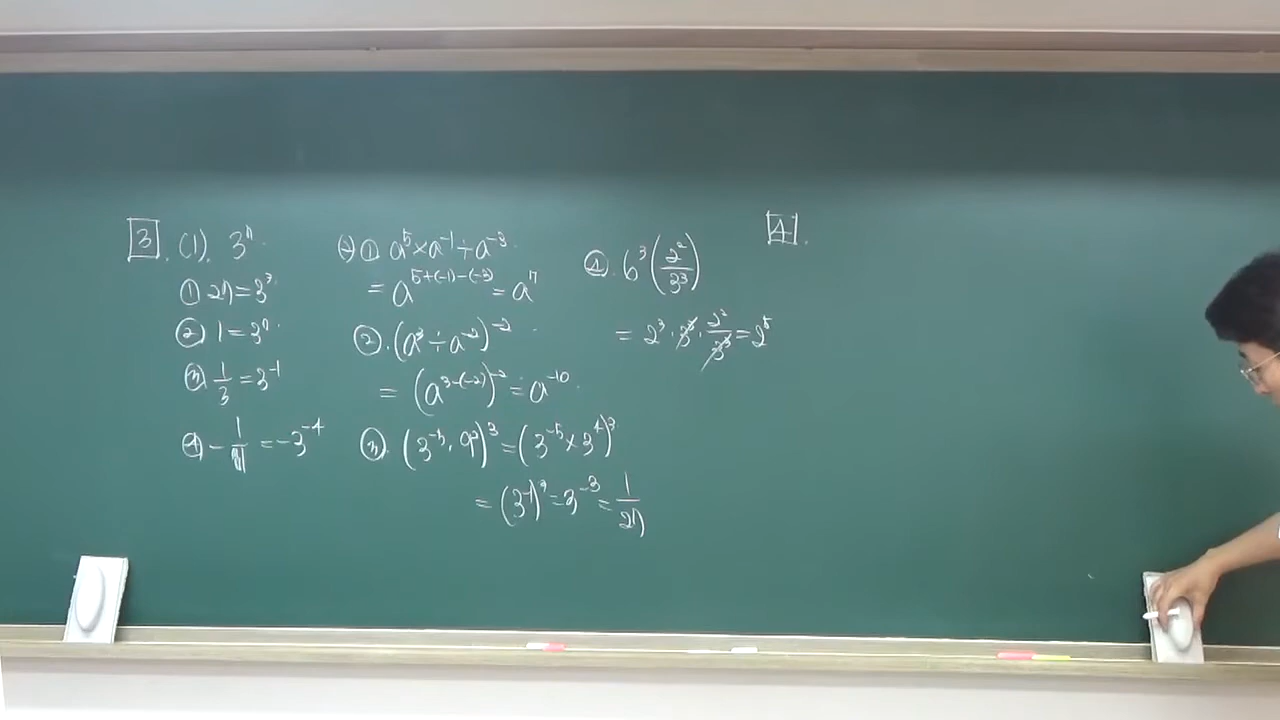 3. (1). 3ⁿ.
① 27=3³.
② 1=3⁰.
③ 1/3=3⁻¹
④ -1/81=-3⁻⁴
(2) ① a⁵×a⁻¹÷a⁻³.
=a^(5+(-1)-(-3))=a⁷
②.(a³÷a⁻²)⁻².
=(a^(3-(-2)))⁻²=a⁻¹⁰.
③.(3⁻⁵·9²)³=(3⁻⁵×3⁴)³.
=(3⁻¹)³=3⁻³=1/27
④.6³(2²/3³)
=2³·3³·2²/3³=2⁵
4.